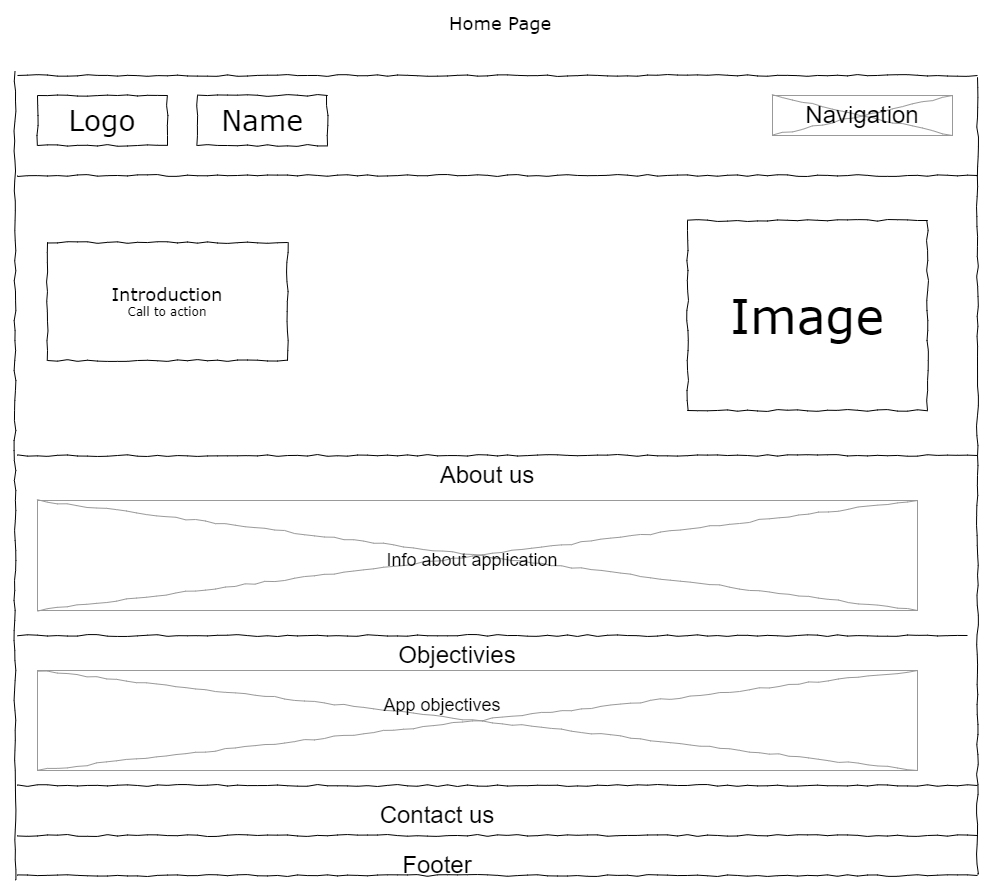 Home Page
Logo
Name
Navigation
Introduction
Call to action
Image
About us
Info about application
Objectivies
App objectives
Contact us
Footer